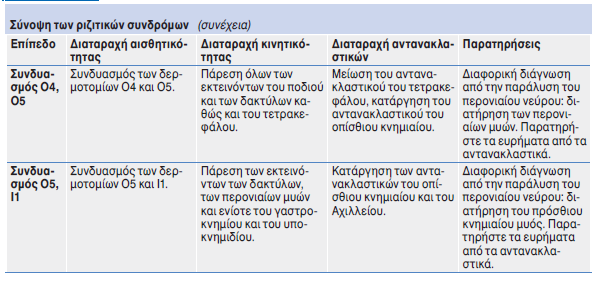 Σύνοψη των ριζιτικών συνδρόμων (συνέχεια)
Επίπεδο Διαταραχή αισθητικό- Διαταραχή κινητικό- Διαταραχή αντανακλα- Παρατηρήσεις
τητας τητας στικών
Συνδυα- Συνδυασμός των δερ- Πάρεση όλων των Μείωση του αντανα- Διαφορική διάγνωση
σμός Ο4, μοτομίων Ο4 και Ο5. εκτεινόντων του ποδιού κλαστικού του τετρακε- από την παράλυση του
Ο5 και των δακτύλων κα- φάλου, κατάργηση του περονιαίου νεύρου: δι-
θώς και του τετρακε- αντανακλαστικού του ατήρηση των περονι-
φάλου. οπίσθιου κνημιαίου. αίων μυών. Παρατηρή-
στε τα ευρήματα από τα
αντανακλαστικά.
Συνδυα- Συνδυασμός των δερ- Πάρεση των εκτεινό- Κατάργηση των αντα- Διαφορική διάγνωση
σμός Ο5, μοτομίων Ο5 και Ι1. ντων των δακτύλων, νακλαστικών του οπί- από την παράλυση του
Ι1 των περονιαίων μυών σθιου κνημιαίου και του περονιαίου νεύρου: δι-
και ενίοτε του γαστρο- Αχιλλείου. ατήρηση του πρόσθιου
κνημίου και του υπο- κνημιαίου μυός. Παρα-
κνημιδίου. τηρήστε τα ευρήματα
από τα αντανακλαστι-
κά.